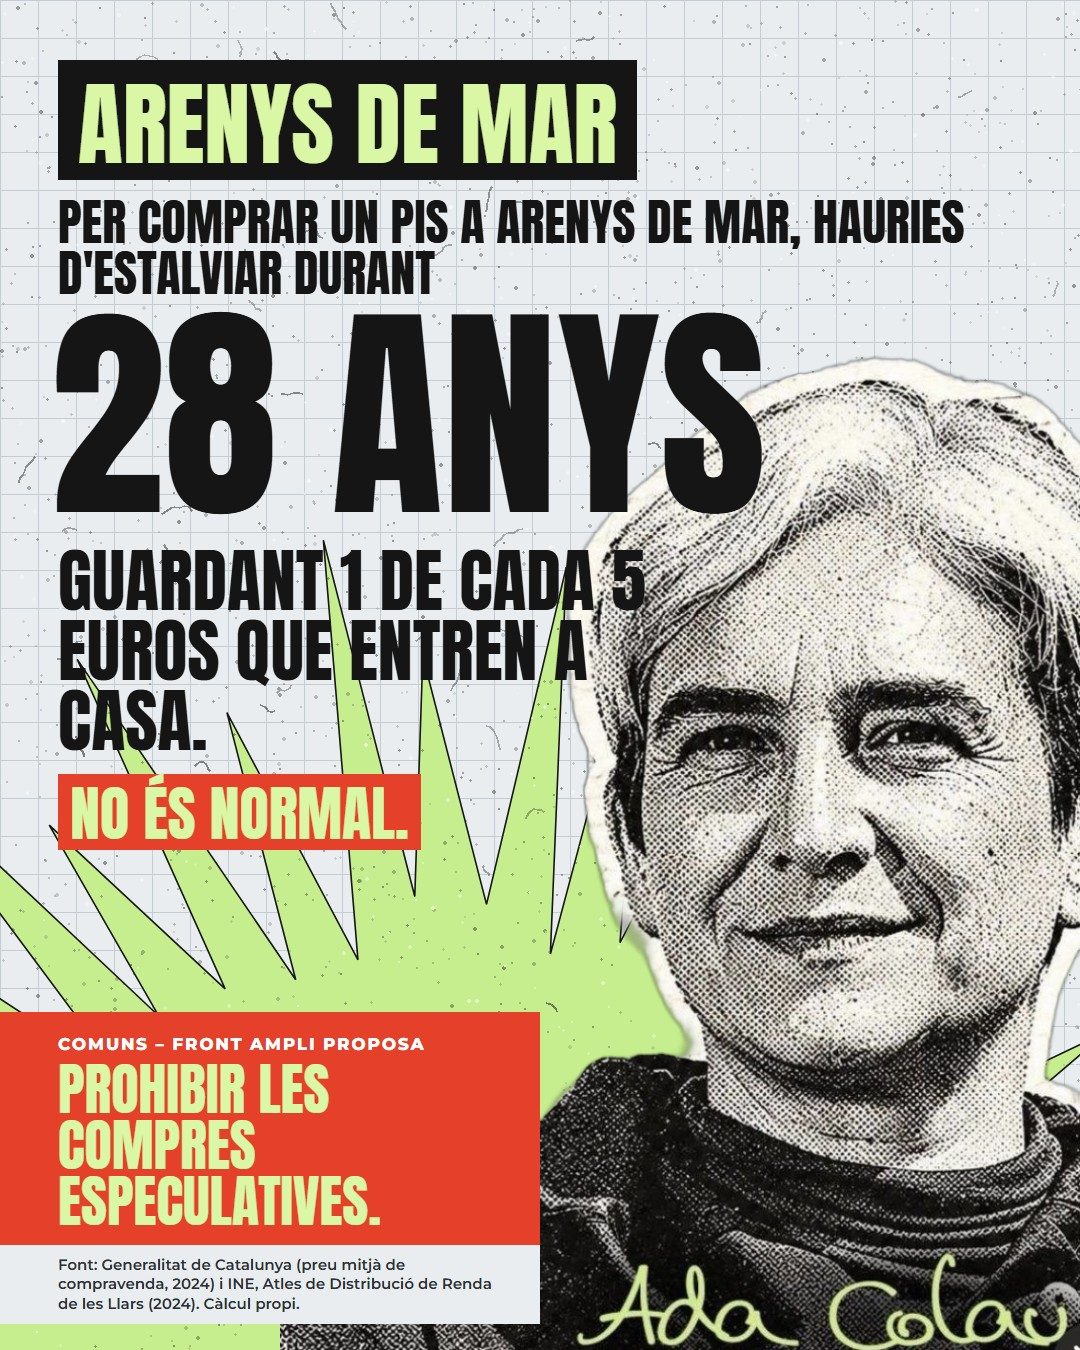 ARENYS DE MAR
PER COMPRAR UN PIS A ARENYS DE MAR, HAURIES
D'ESTALVIAR DURANT
28 ANYS
GUARDANT 1 DE CADA 5
EUROS QUE ENTREN A
CASA.
NO ÉS NORMAL.
COMUNS – FRONT AMPLI PROPOSA
PROHIBIR LES
COMPRES
ESPECULATIVES.
Font: Generalitat de Catalunya (preu mitjà de
compravenda, 2024) i INE, Atles de Distribució de Renda
de les Llars (2024). Càlcul propi.
Ada Colau